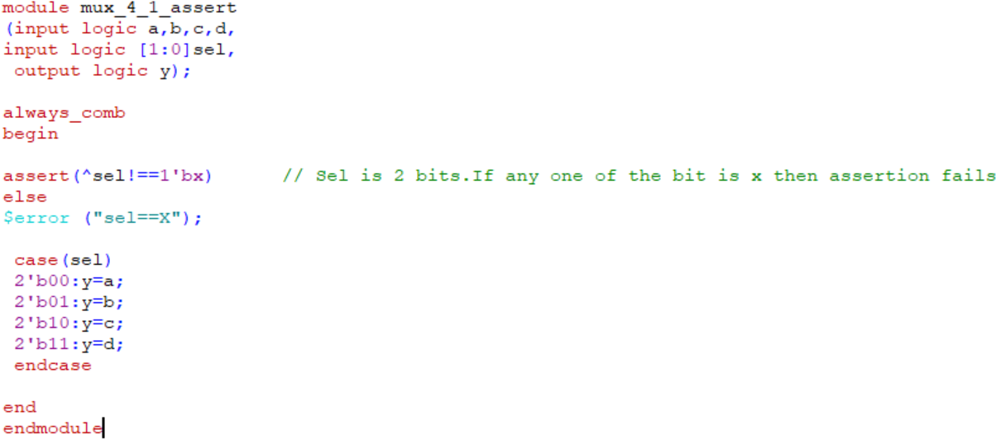 module mux_4_1_assert
(input logic a,b,c,d,
input logic [1:0]sel,
output logic y);
always_comb
begin
assert(^sel!==1'bx) // Sel is 2 bits.If any one of the bit is x then assertion fails
else
$error ("sel==X");
case(sel)
2'b00:y=a;
2'b01:y=b;
2'b10:y=c;
2'b11:y=d;
endcase
end
endmodule